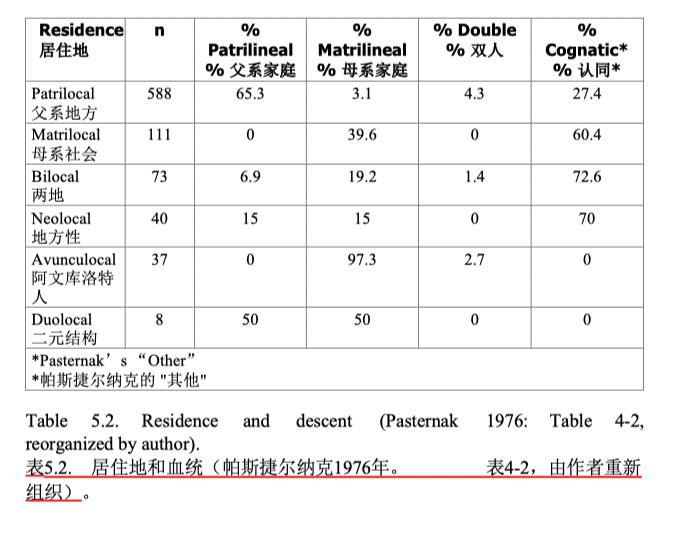 Residence n % % % Double %
居住地 Patrilineal Matrilineal % 双人 Cognatic*
% 父系家庭 % 母系家庭 % 认同*
Patrilocal 588 65.3 3.1 4.3 27.4
父系地方
Matrilocal 111 0 39.6 0 60.4
母系社会
Bilocal 73 6.9 19.2 1.4 72.6
两地
Neolocal 40 15 15 0 70
地方性
Avunculocal 37 0 97.3 2.7 0
阿文库洛特
人
Duolocal 8 50 50 0 0
二元结构
*Pasternak’s “Other”
*帕斯捷尔纳克的 "其他"
Table 5.2. Residence and descent (Pasternak 1976: Table 4-2,
reorganized by author).
表5.2. 居住地和血统（帕斯捷尔纳克1976年。 表4-2，由作者重新
组织）。